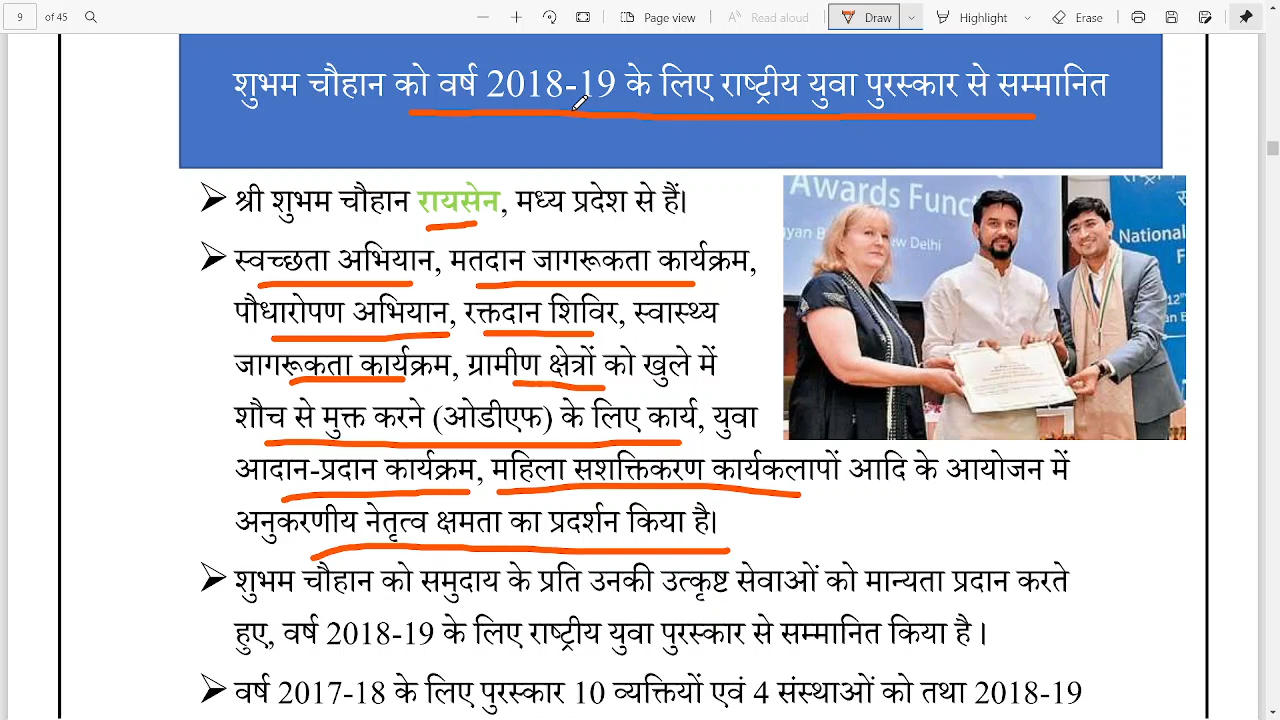 9 of 45 Page view Read aloud Draw Highlight Erase
शुभम चौहान को वर्ष 2018-19 के लिए राष्ट्रीय युवा पुरस्कार से सम्मानित
श्री शुभम चौहान रायसेन, मध्य प्रदेश से हैं।
स्वच्छता अभियान, मतदान जागरूकता कार्यक्रम,
पौधारोपण अभियान, रक्तदान शिविर, स्वास्थ्य
जागरूकता कार्यक्रम, ग्रामीण क्षेत्रों को खुले में
शौच से मुक्त करने (ओडीएफ) के लिए कार्य, युवा
आदान-प्रदान कार्यक्रम, महिला सशक्तिकरण कार्यकलापों आदि के आयोजन में
अनुकरणीय नेतृत्व क्षमता का प्रदर्शन किया है।
शुभम चौहान को समुदाय के प्रति उनकी उत्कृष्ट सेवाओं को मान्यता प्रदान करते
हुए, वर्ष 2018-19 के लिए राष्ट्रीय युवा पुरस्कार से सम्मानित किया है।
वर्ष 2017-18 के लिए पुरस्कार 10 व्यक्तियों एवं 4 संस्थाओं को तथा 2018-19
Awards Func
New Delhi
National
12